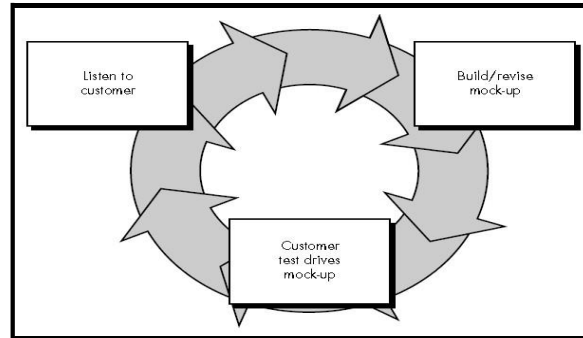 Listen to
customer
Build/revise
mock-up
Customer
test drives
mock-up